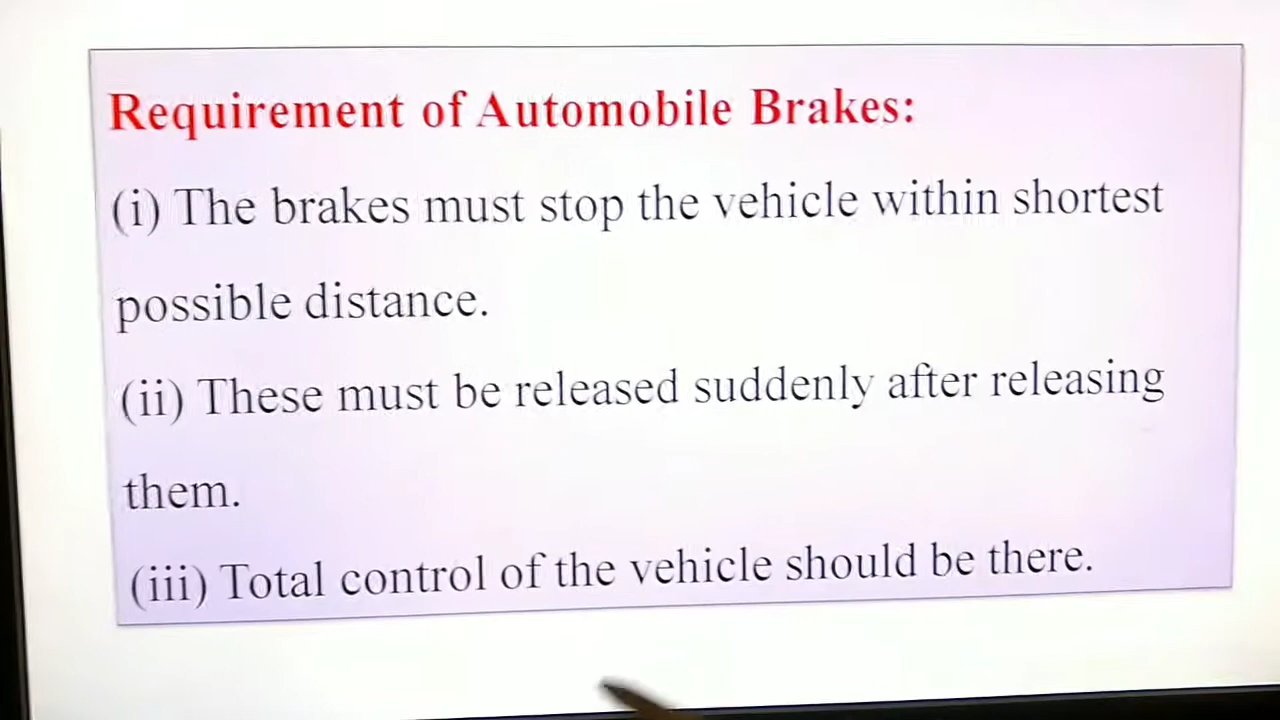 Requirement of Automobile Brakes:
(i) The brakes must stop the vehicle within shortest
possible distance.
(ii) These must be released suddenly after releasing
them.
(iii) Total control of the vehicle should be there.